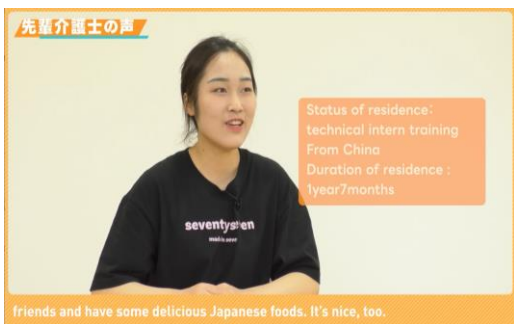 先輩介護士の声
Status of residence:
technical intern training
From China
Duration of residence :
1year7months
friends and have some delicious Japanese foods. It's nice, too.